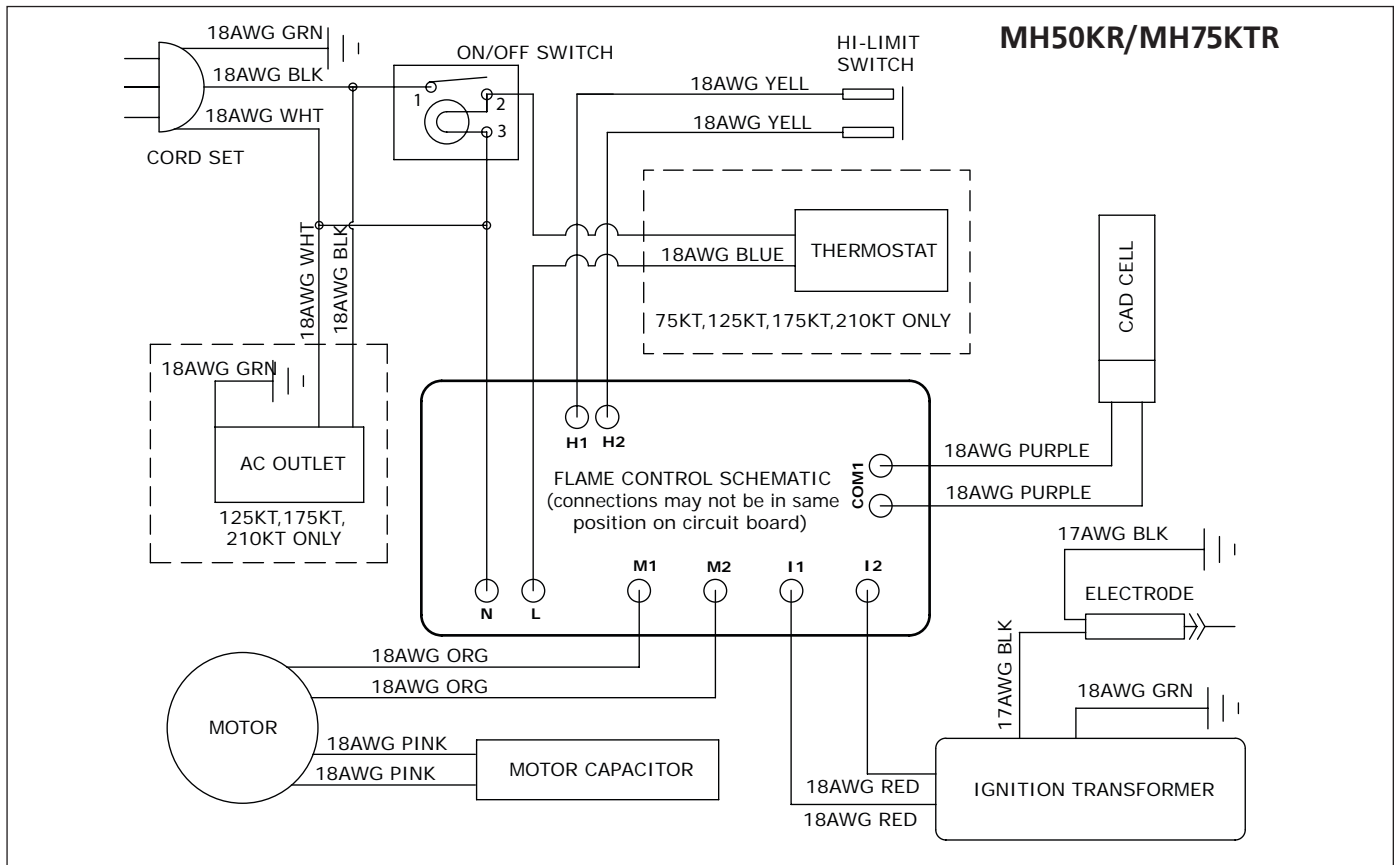 MH50KR/MH75KTR
18AWG GRN
ON/OFF SWITCH
HI-LIMIT
SWITCH
18AWG BLK
18AWG WHT
CORD SET
1
2
3
18AWG YELL
18AWG YELL
18AWG WHT
18AWG BLK
18AWG BLUE
THERMOSTAT
75KT,125KT,175KT,210KT ONLY
CAD CELL
18AWG GRN
AC OUTLET
125KT,175KT,
210KT ONLY
H1
H2
FLAME CONTROL SCHEMATIC
(connections may not be in same
position on circuit board)
COM1
18AWG PURPLE
18AWG PURPLE
N
L
M1
M2
I1
I2
17AWG BLK
ELECTRODE
17AWG BLK
18AWG GRN
18AWG ORG
18AWG ORG
MOTOR
18AWG PINK
18AWG PINK
MOTOR CAPACITOR
18AWG RED
18AWG RED
IGNITION TRANSFORMER